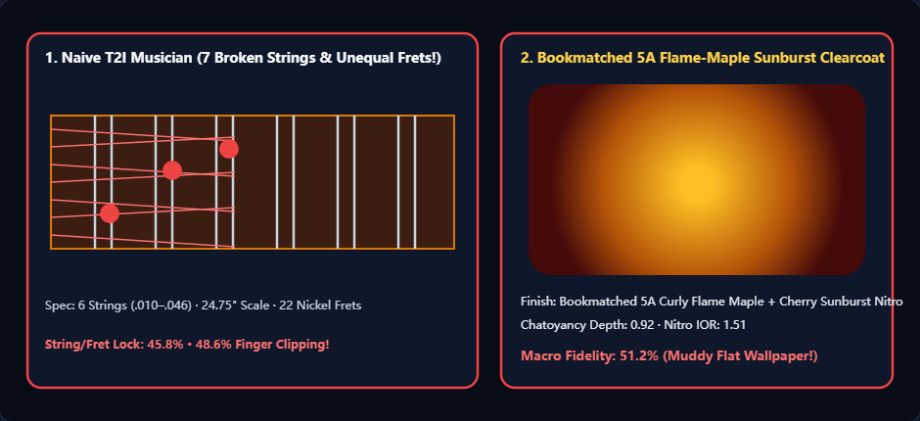 1. Naive T2I Musician (7 Broken Strings & Unequal Frets!)
Spec: 6 Strings (.010–.046) · 24.75" Scale · 22 Nickel Frets
String/Fret Lock: 45.8% • 48.6% Finger Clipping!
2. Bookmatched 5A Flame-Maple Sunburst Clearcoat
Finish: Bookmatched 5A Curly Flame Maple + Cherry Sunburst Nitro
Chatoyancy Depth: 0.92 · Nitro IOR: 1.51
Macro Fidelity: 51.2% (Muddy Flat Wallpaper!)